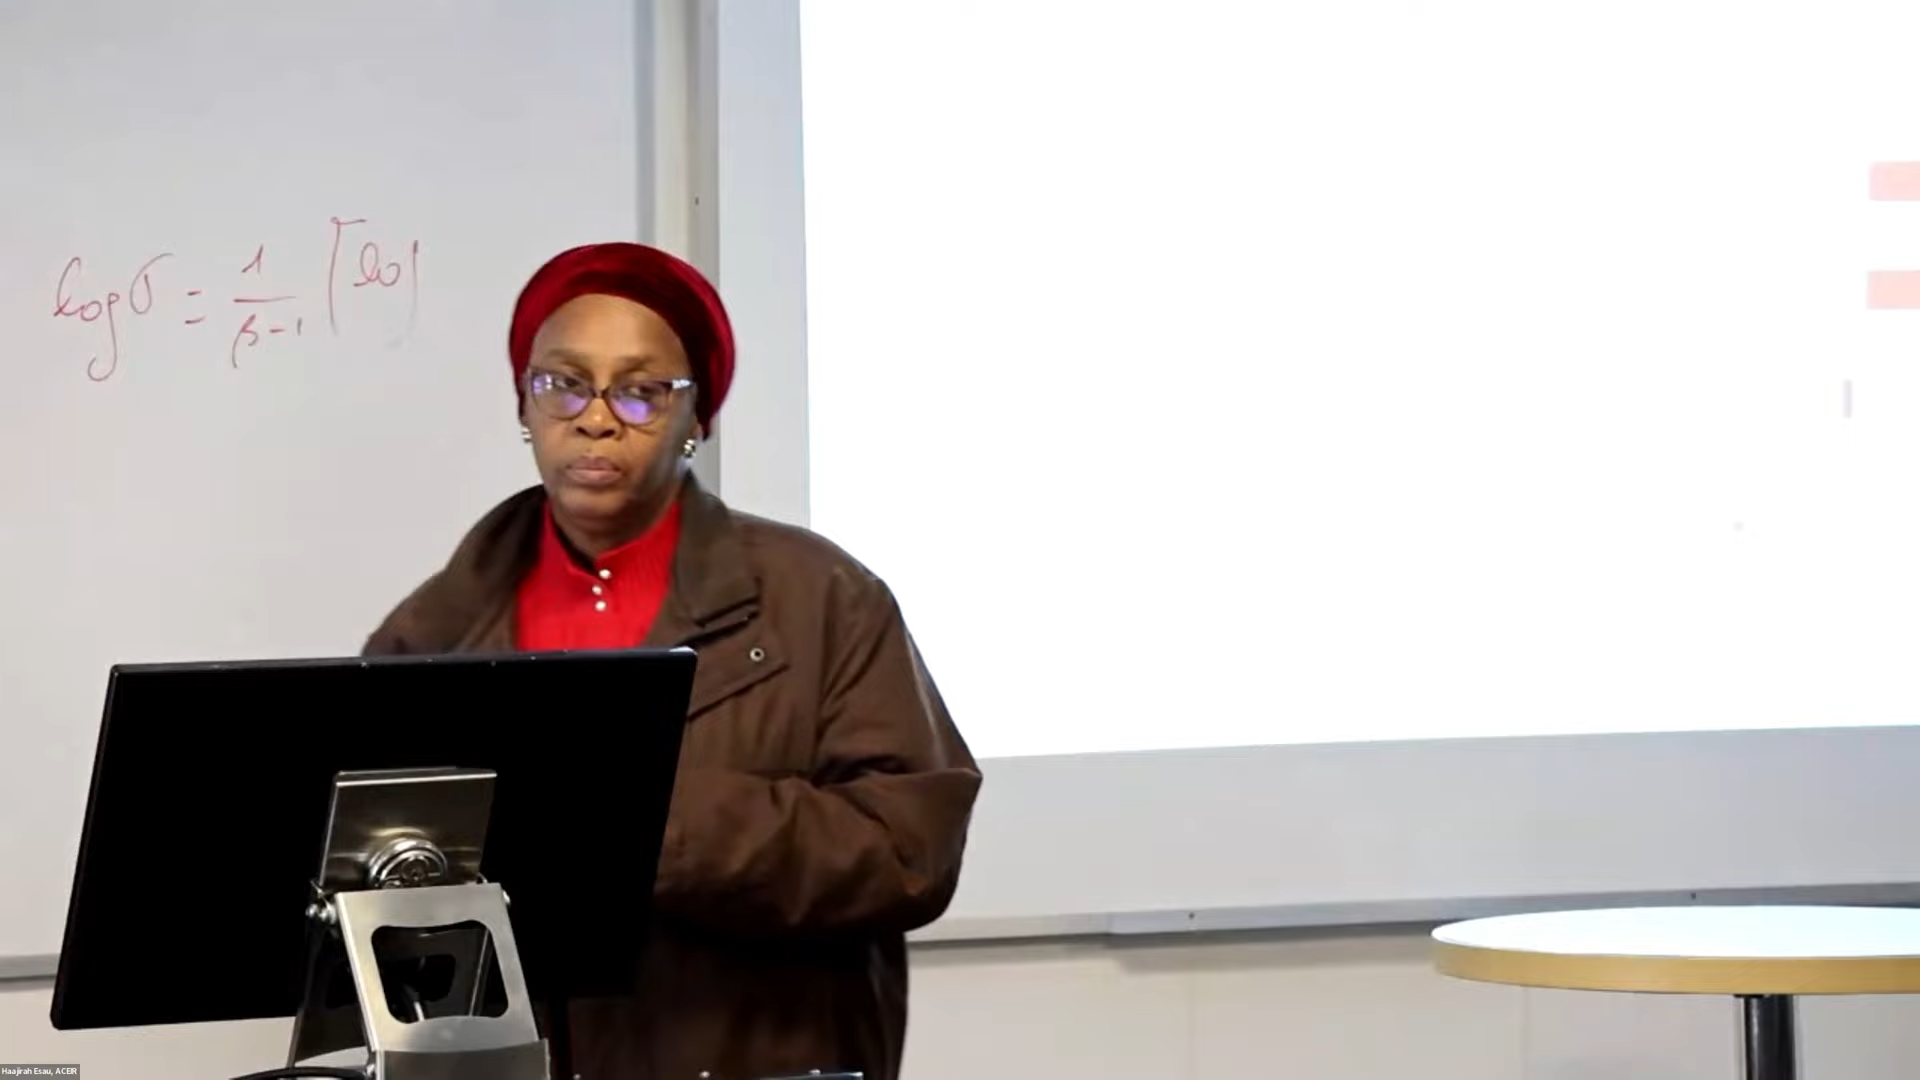 log σ = 1/β-1 [log
Haajirah Esau, ACEIR